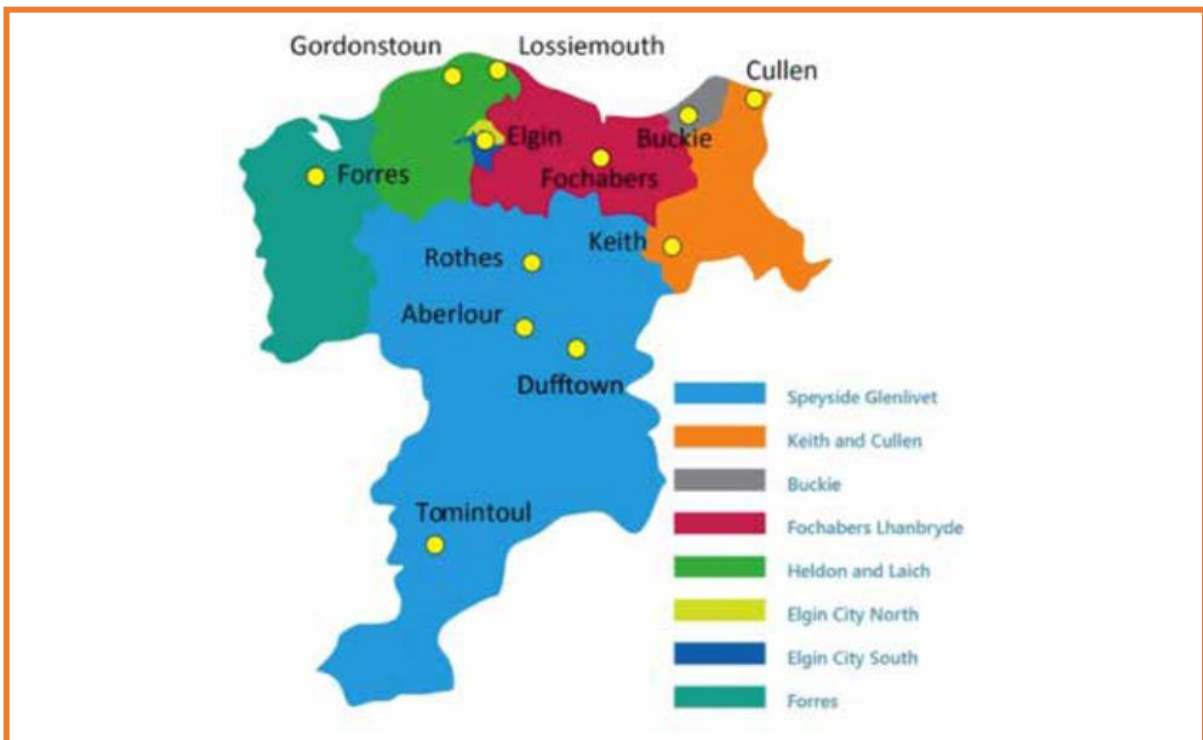 Gordonstoun
Lossiemouth
Cullen
Elgin
Buckie
Forres
Fochabers
Keith
Rothes
Aberlour
Dufftown
Tomintoul
Speyside Glenlivet
Keith and Cullen
Buckie
Fochabers Lhanbryde
Heldon and Laich
Elgin City North
Elgin City South
Forres